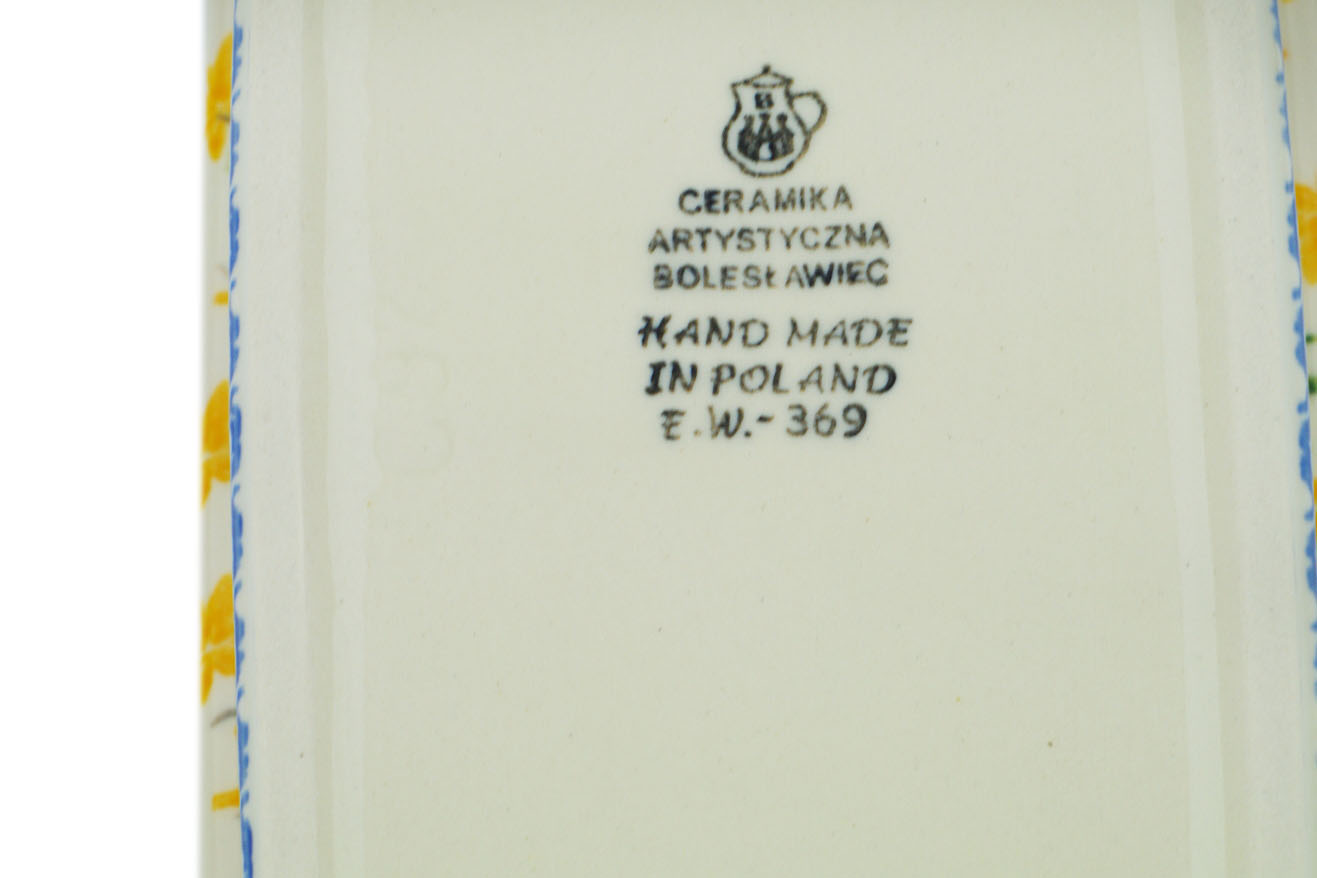 B
CERAMIKA
ARTYSTYCZNA
BOLESŁAWIEC
HAND MADE
IN POLAND
E.W.- 369